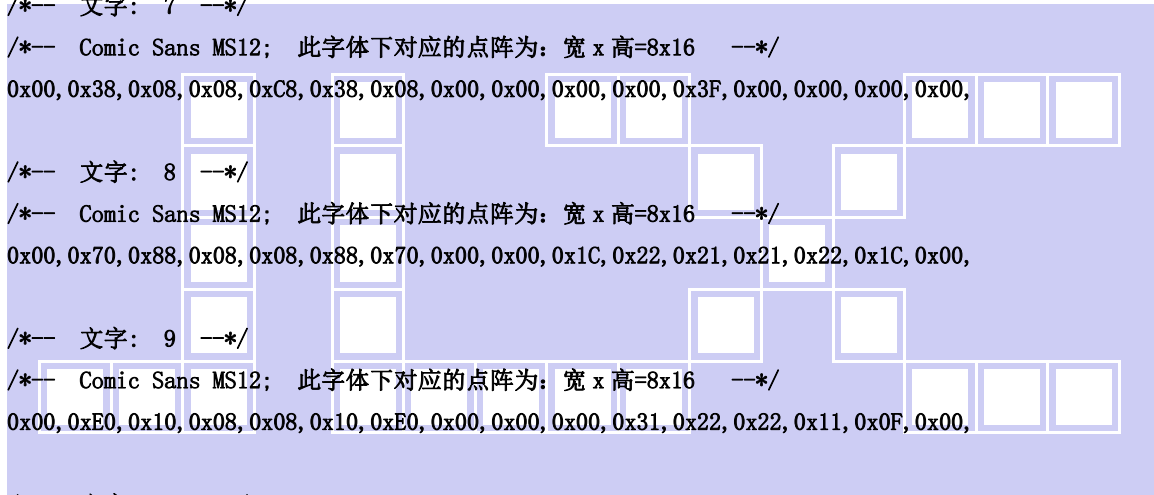 /*--  文字:  7  --*/
/*--  Comic Sans MS12;  此字体下对应的点阵为：宽 x 高=8x16   --*/
0x00,0x38,0x08,0x08,0xC8,0x38,0x08,0x00,0x00,0x00,0x00,0x3F,0x00,0x00,0x00,0x00,
/*--  文字:  8  --*/
/*--  Comic Sans MS12;  此字体下对应的点阵为：宽 x 高=8x16   --*/
0x00,0x70,0x88,0x08,0x08,0x88,0x70,0x00,0x00,0x1C,0x22,0x21,0x21,0x22,0x1C,0x00,
/*--  文字:  9  --*/
/*--  Comic Sans MS12;  此字体下对应的点阵为：宽 x 高=8x16   --*/
0x00,0xE0,0x10,0x08,0x08,0x10,0xE0,0x00,0x00,0x00,0x31,0x22,0x22,0x11,0x0F,0x00,